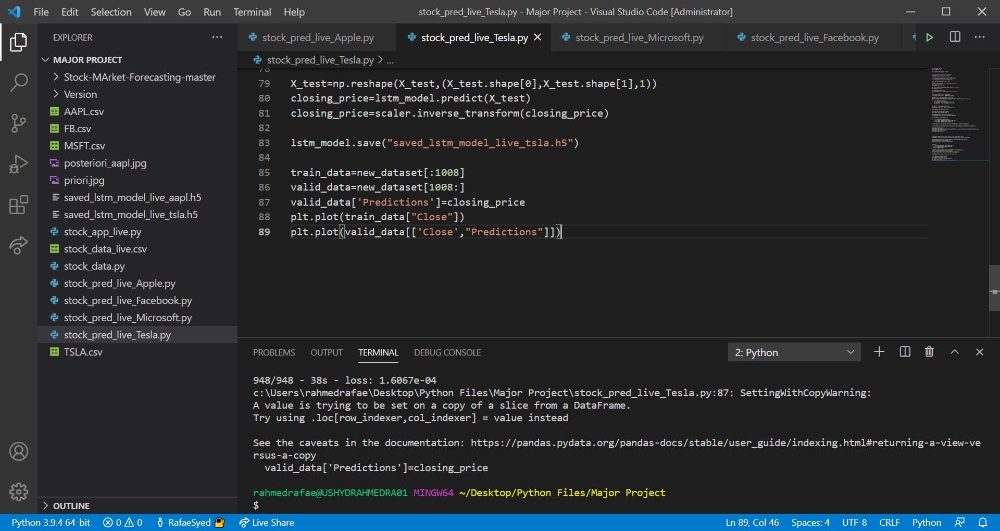 File Edit Selection View Go Run Terminal Help
stock_pred_live_Tesla.py - Major Project - Visual Studio Code [Administrator]
EXPLORER
MAJOR PROJECT
Stock-MArket-Forecasting-master
Version
AAPL.csv
FB.csv
MSFT.csv
posteriori_aapl.jpg
priori.jpg
saved_lstm_model_live_aapl.h5
saved_lstm_model_live_tsla.h5
stock_app_live.py
stock_data_live.csv
stock_data.py
stock_pred_live_Apple.py
stock_pred_live_Facebook.py
stock_pred_live_Microsoft.py
stock_pred_live_Tesla.py
TSLA.csv
OUTLINE
stock_pred_live_Apple.py stock_pred_live_Tesla.py stock_pred_live_Microsoft.py stock_pred_live_Facebook.py
stock_pred_live_Tesla.py > ...
78
79 X_test=np.reshape(X_test,(X_test.shape[0],X_test.shape[1],1))
80 closing_price=lstm_model.predict(X_test)
81 closing_price=scaler.inverse_transform(closing_price)
82
83 lstm_model.save("saved_lstm_model_live_tsla.h5")
84
85 train_data=new_dataset[:1008]
86 valid_data=new_dataset[1008:]
87 valid_data['Predictions']=closing_price
88 plt.plot(train_data["Close"])
89 plt.plot(valid_data[['Close',"Predictions"]])
PROBLEMS OUTPUT TERMINAL DEBUG CONSOLE 2: Python
948/948 - 38s - loss: 1.6067e-04
c:\Users\rahmedrafae\Desktop\Python Files\Major Project\stock_pred_live_Tesla.py:87: SettingWithCopyWarning:
A value is trying to be set on a copy of a slice from a DataFrame.
Try using .loc[row_indexer,col_indexer] = value instead
See the caveats in the documentation: https://pandas.pydata.org/pandas-docs/stable/user_guide/indexing.html#returning-a-view-ve
rsus-a-copy
valid_data['Predictions']=closing_price
rahmedrafae@USHYDRAHMEDRA01 MINGW64 ~/Desktop/Python Files/Major Project
$
Python 3.9.4 64-bit 0 0 RafaeSyed Live Share Ln 89, Col 46 Spaces: 4 UTF-8 CRLF Python